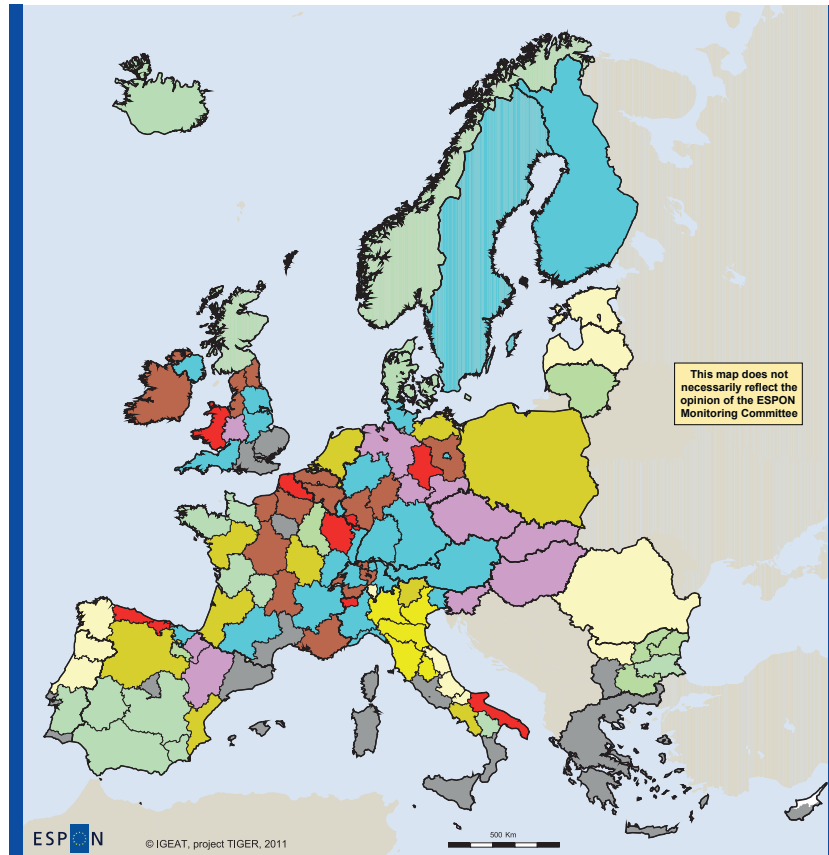 This map does not
necessarily reflect the
opinion of the ESPON
Monitoring Committee
500 Km
ESPON
© IGEAT, project TIGER, 2011